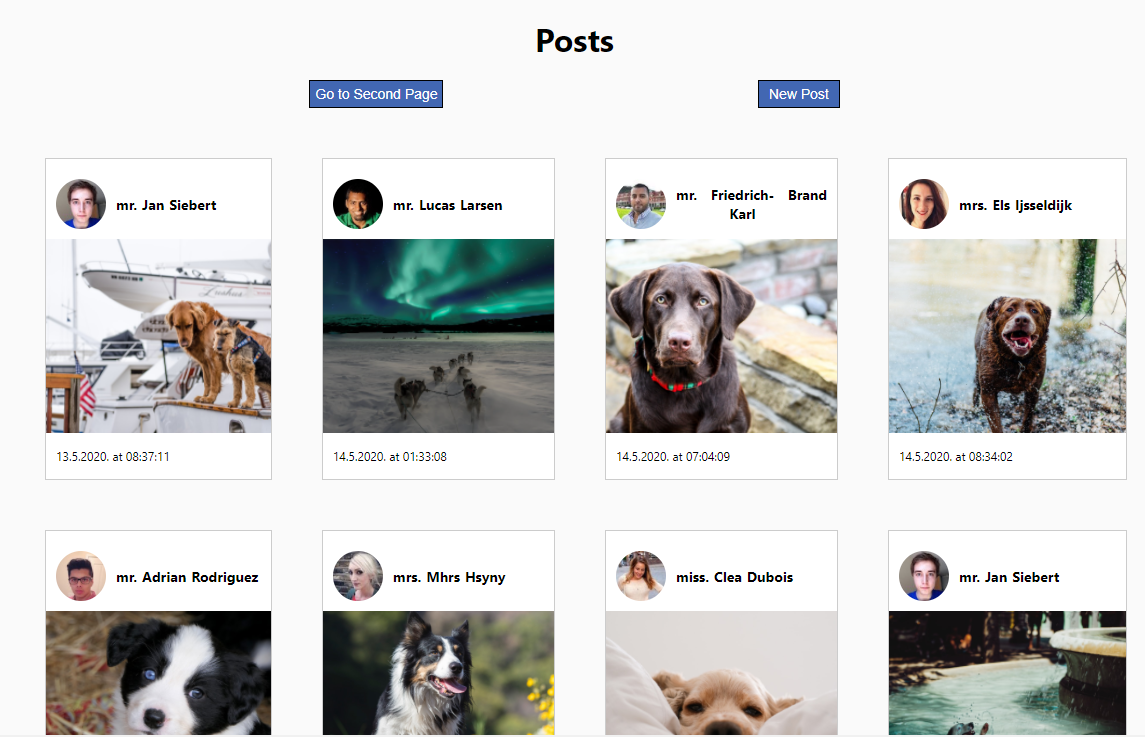 Posts
Go to Second Page
New Post
mr. Jan Siebert
mr. Lucas Larsen
mr. Friedrich- Brand
Karl
mrs. Els Ijsseldijk
13.5.2020. at 08:37:11
14.5.2020. at 01:33:08
14.5.2020. at 07:04:09
14.5.2020. at 08:34:02
mr. Adrian Rodriguez
mrs. Mhrs Hsyny
miss. Clea Dubois
mr. Jan Siebert